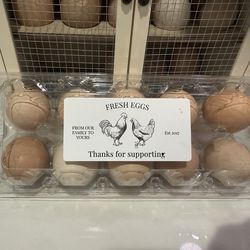 FRESH EGGS
FROM OUR
FAMILY TO
YOURS
Est 2017
Thanks for supporting